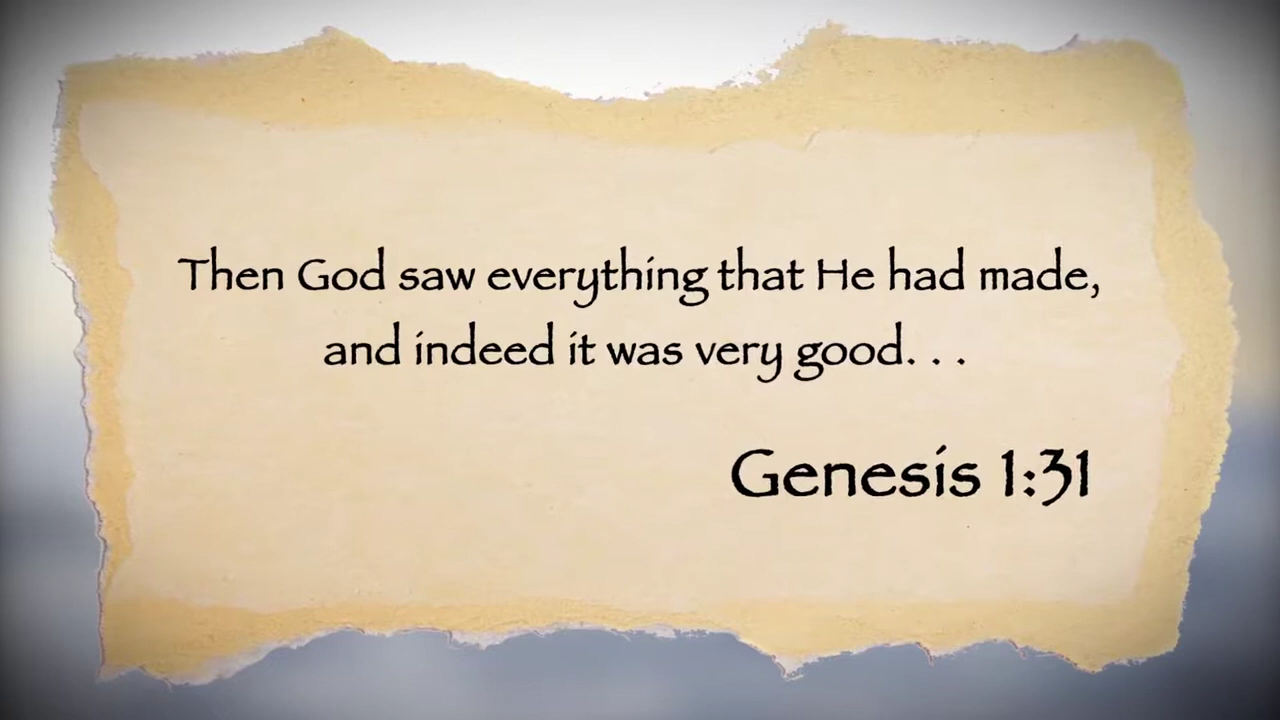 Then God saw everything that He had made,
and indeed it was very good. . .
Genesis 1:31